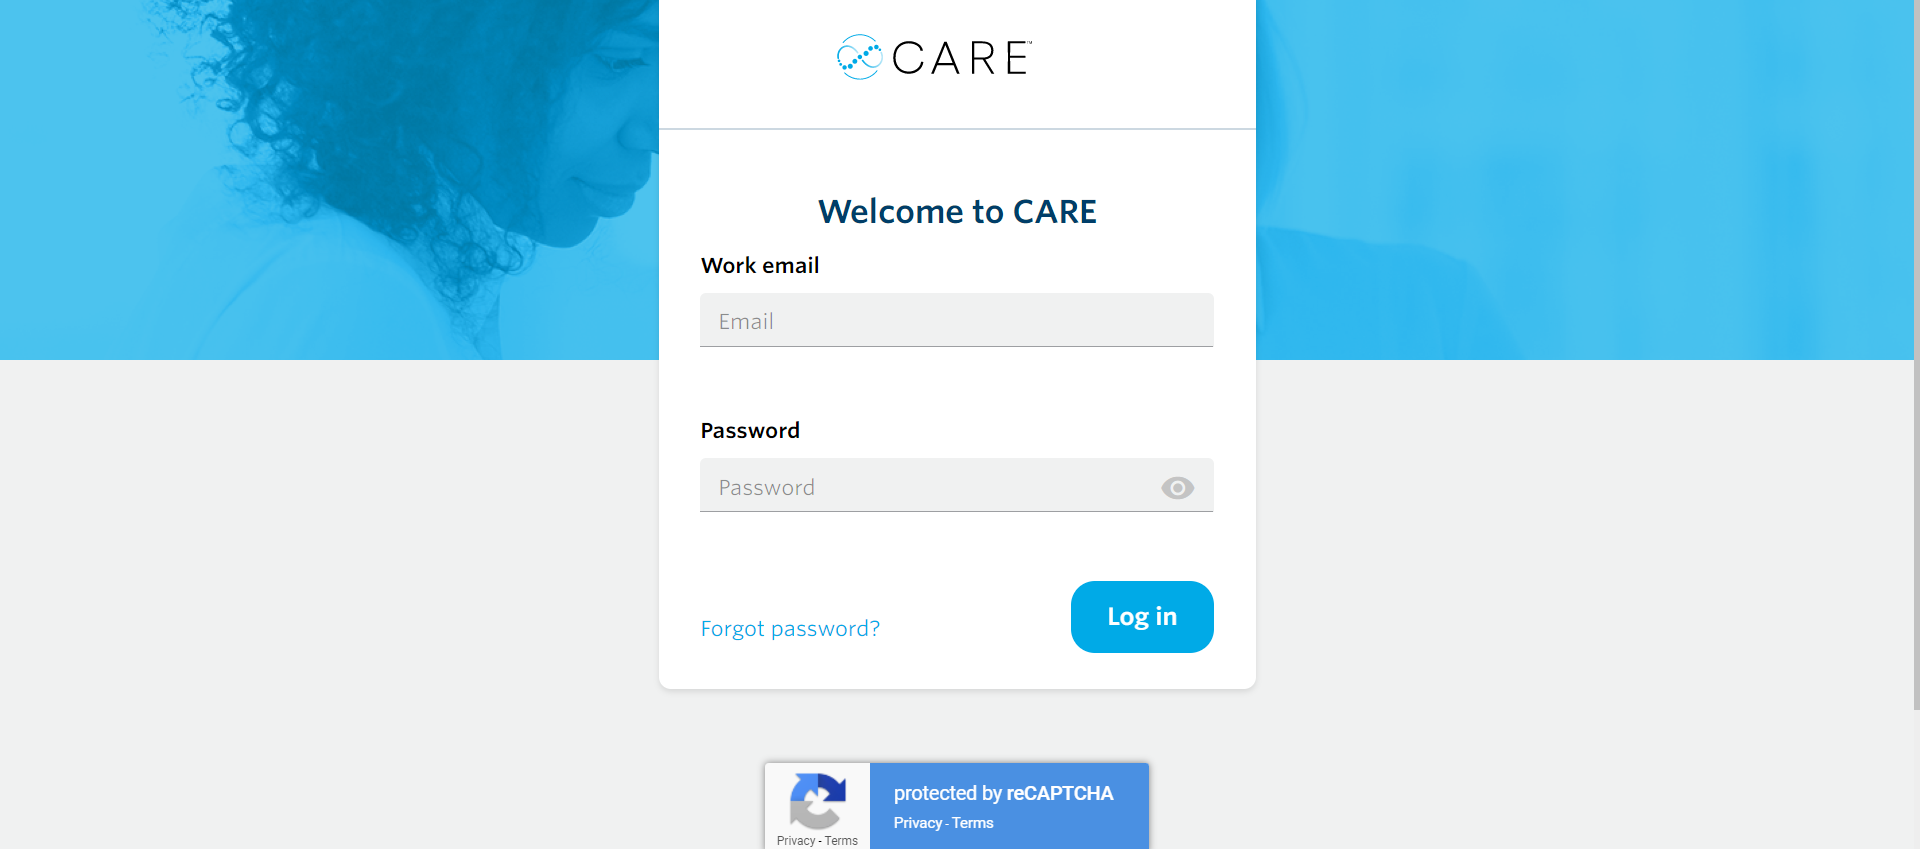 CARE™
Welcome to CARE
Work email
Email
Password
Password
Forgot password?
Log in
protected by reCAPTCHA
Privacy - Terms
Privacy - Terms